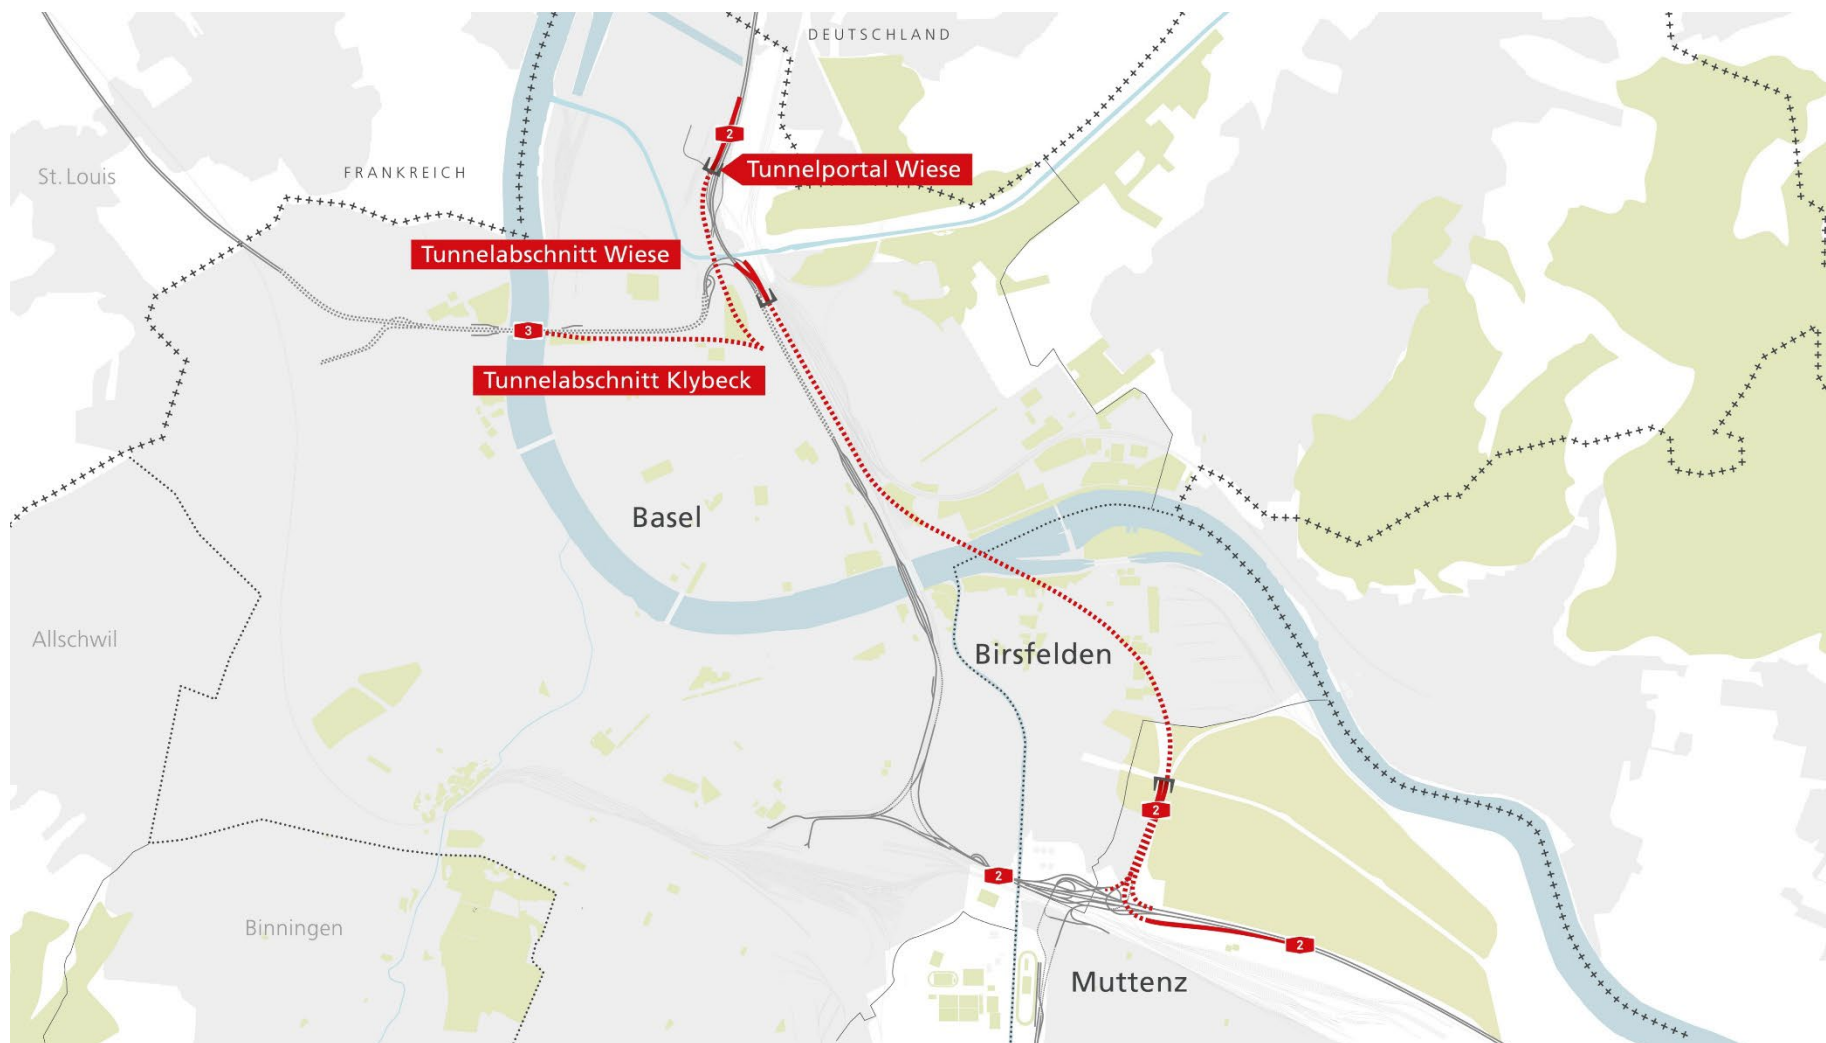 DEUTSCHLAND
2
Tunnelportal Wiese
FRANKREICH
St. Louis
Tunnelabschnitt Wiese
3
Tunnelabschnitt Klybeck
Basel
Allschwil
Birsfelden
2
2
Binningen
2
Muttenz